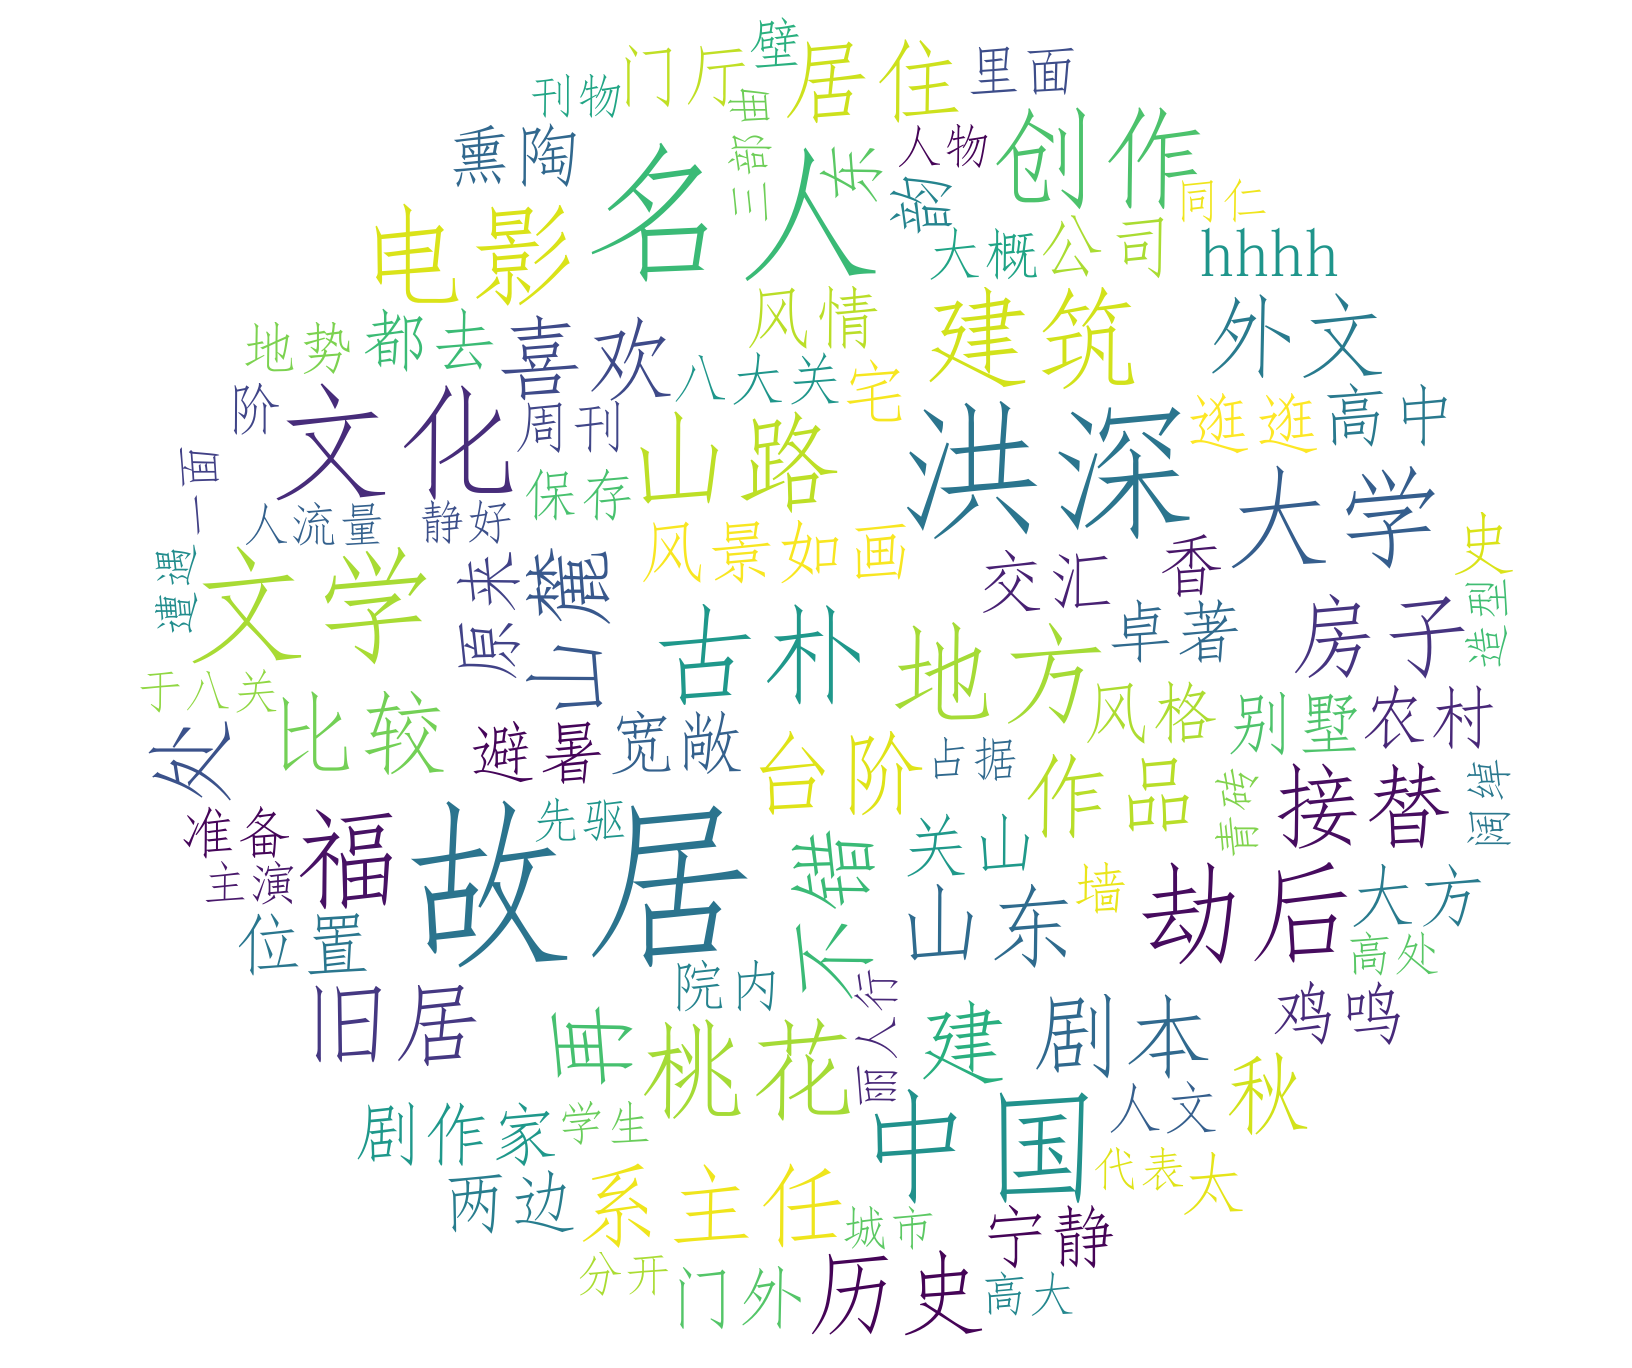 壁
门厅
居住
里面
刊物
三部曲
熏陶
名人
东
人物
创作
韵
同仁
电影
大概
公司
hhhh
风情
建筑
外文
地势
都去
喜欢
八大关
宅
阶
文化
周刊
山路
洪深
逛逛
高中
一面
保存
大学
人流量
静好
风景如画
史
遭遇
文学
原来
山麓
交汇
香
造型
古朴
地方
卓著
房子
于八关
比较
处
避暑
宽敞
台阶
占据
风格
别墅
农村
作品
青砖
接替
阔绰
准备
福
故居
先驱
不错
关山
主演
墙
劫后
大方
位置
山东
高处
院内
旧居
再
桃花
丽人行
建
剧本
鸡鸣
剧作家
学生
中国
人文
秋
两边
系主任
代表
太
城市
宁静
分开
门外
历史
高大